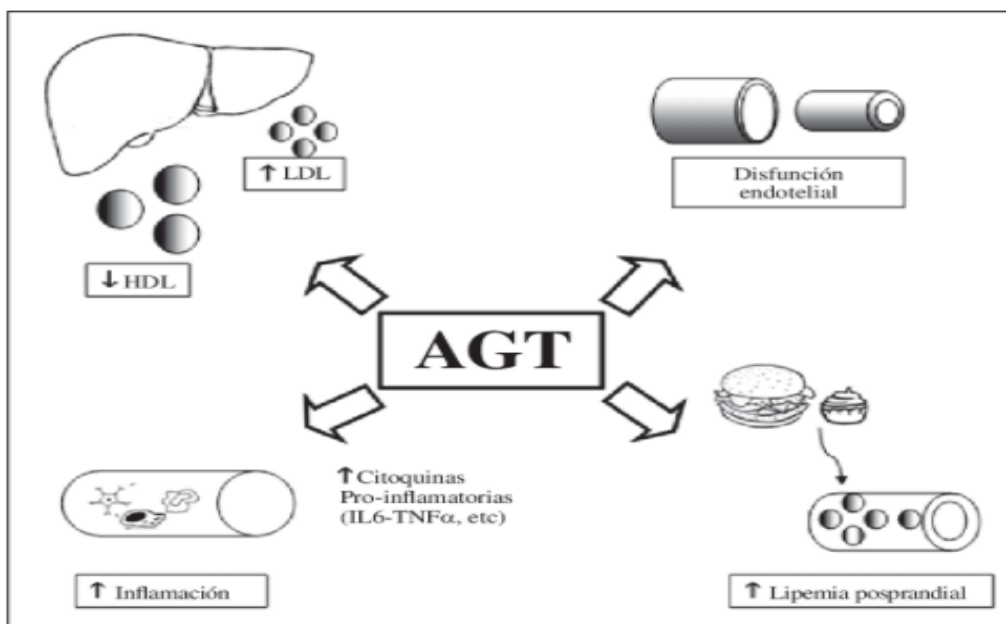 ↑ LDL
↓ HDL
Disfunción
endotelial
AGT
↑ Citoquinas
Pro-inflamatorias
(IL6-TNFα, etc)
↑ Inflamación
↑ Lipemia posprandial